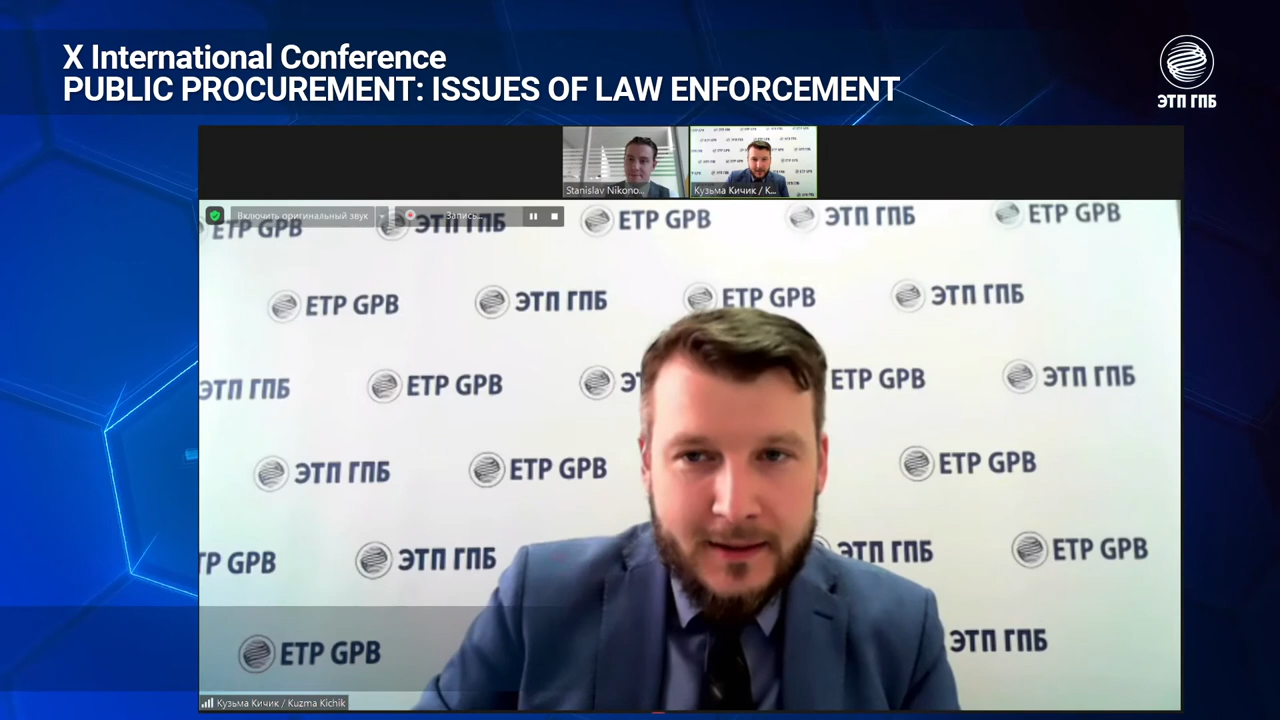 X International Conference
PUBLIC PROCUREMENT: ISSUES OF LAW ENFORCEMENT
ЭТП ГПБ
Stanislav Nikono...
Кузьма Кичик / К...
Включить оригинальный звук
Запись...
ETP GPB ЭТП ГПБ ETP GPB ЭТП ГПБ ETP GPB
ETP GPB ЭТП ГПБ ETP GPB ЭТП ГПБ
ЭТП ГПБ ETP GPB ЭТ ETP GPB ЭТП ГПБ
ЭТП ГПБ ETP GPB ETP GPB
TP GPB ЭТП ГПБ ЭТП ГПБ ETP GPB
ETP GPB ЭТП ГПБ
Кузьма Кичик / Kuzma Kichik